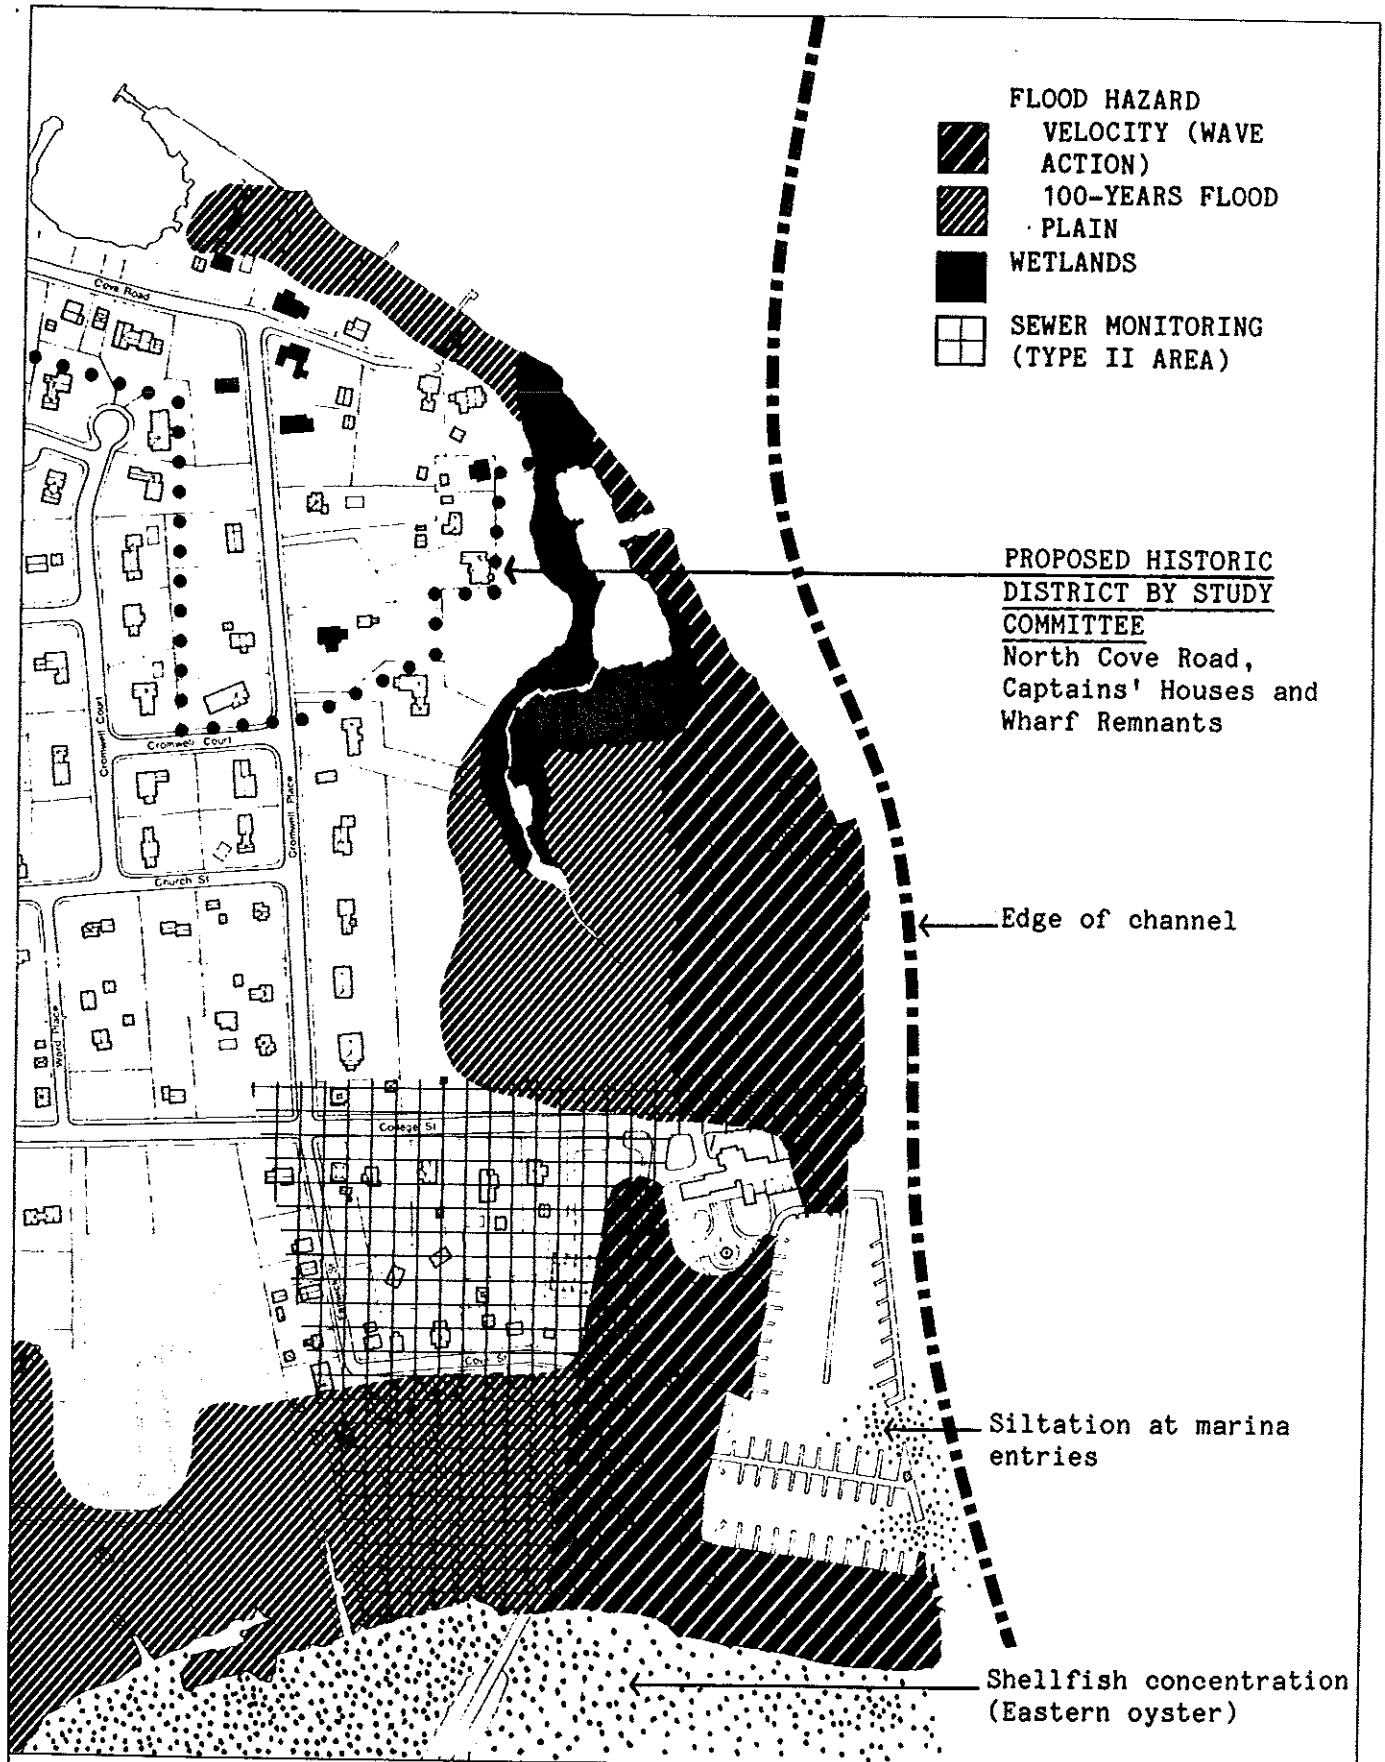 FLOOD HAZARD
VELOCITY (WAVE
ACTION)
100-YEARS FLOOD
PLAIN
WETLANDS
SEWER MONITORING
(TYPE II AREA)
Cove Road
PROPOSED HISTORIC
DISTRICT BY STUDY
COMMITTEE
North Cove Road,
Captains' Houses and
Wharf Remnants
Cromwell Court
Cromwell Court
Cromwell Place
Church St
Edge of channel
Ward Place
College St
Cove St
Siltation at marina
entries
Shellfish concentration
(Eastern oyster)